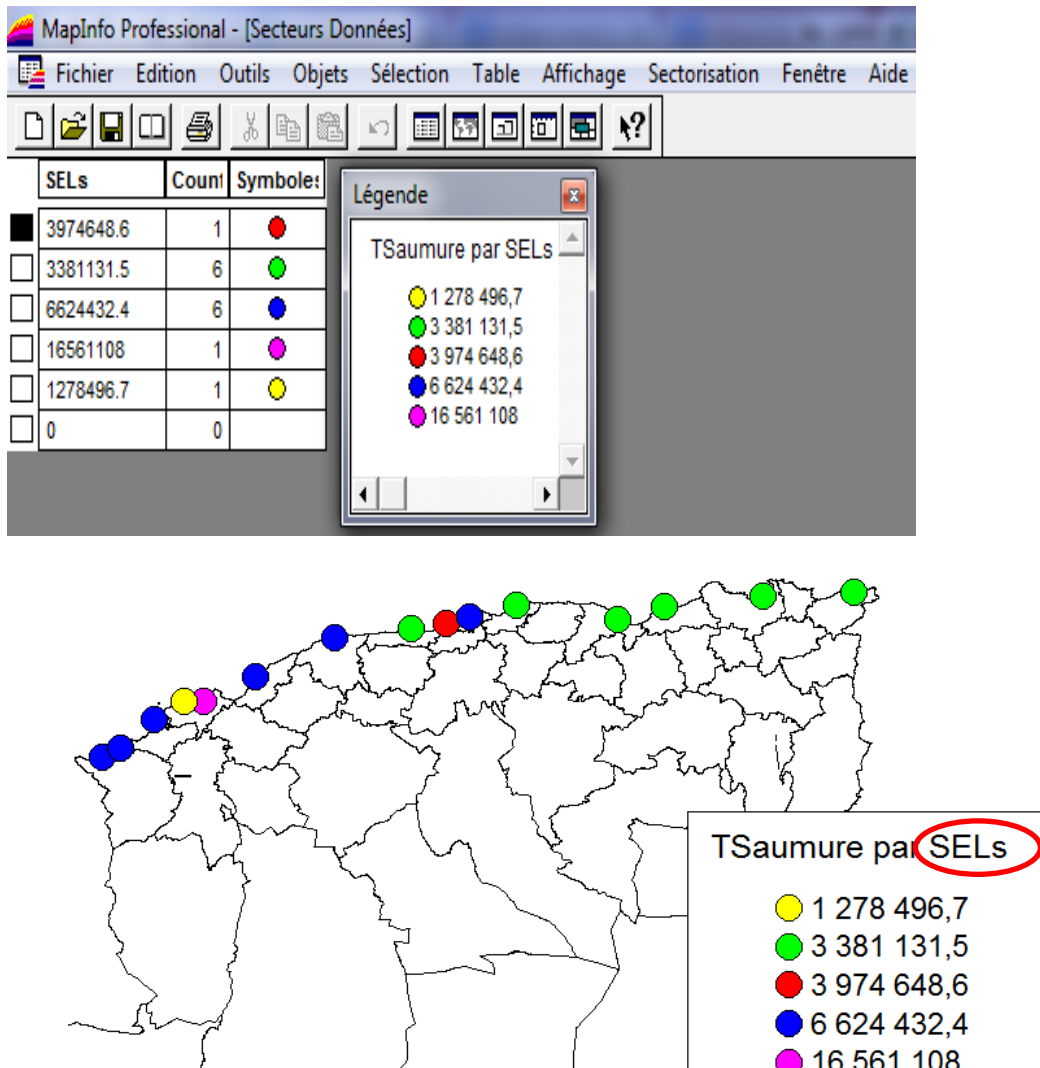 MapInfo Professional - [Secteurs Données]
Fichier Edition Outils Objets Sélection Table Affichage Sectorisation Fenêtre Aide
SELs Count Symboles
3974648.6 1
3381131.5 6
6624432.4 6
16561108 1
1278496.7 1
0 0
Légende
TSaumure par SELs
1 278 496,7
3 381 131,5
3 974 648,6
6 624 432,4
16 561 108
TSaumure par SELs
1 278 496,7
3 381 131,5
3 974 648,6
6 624 432,4
16 561 108